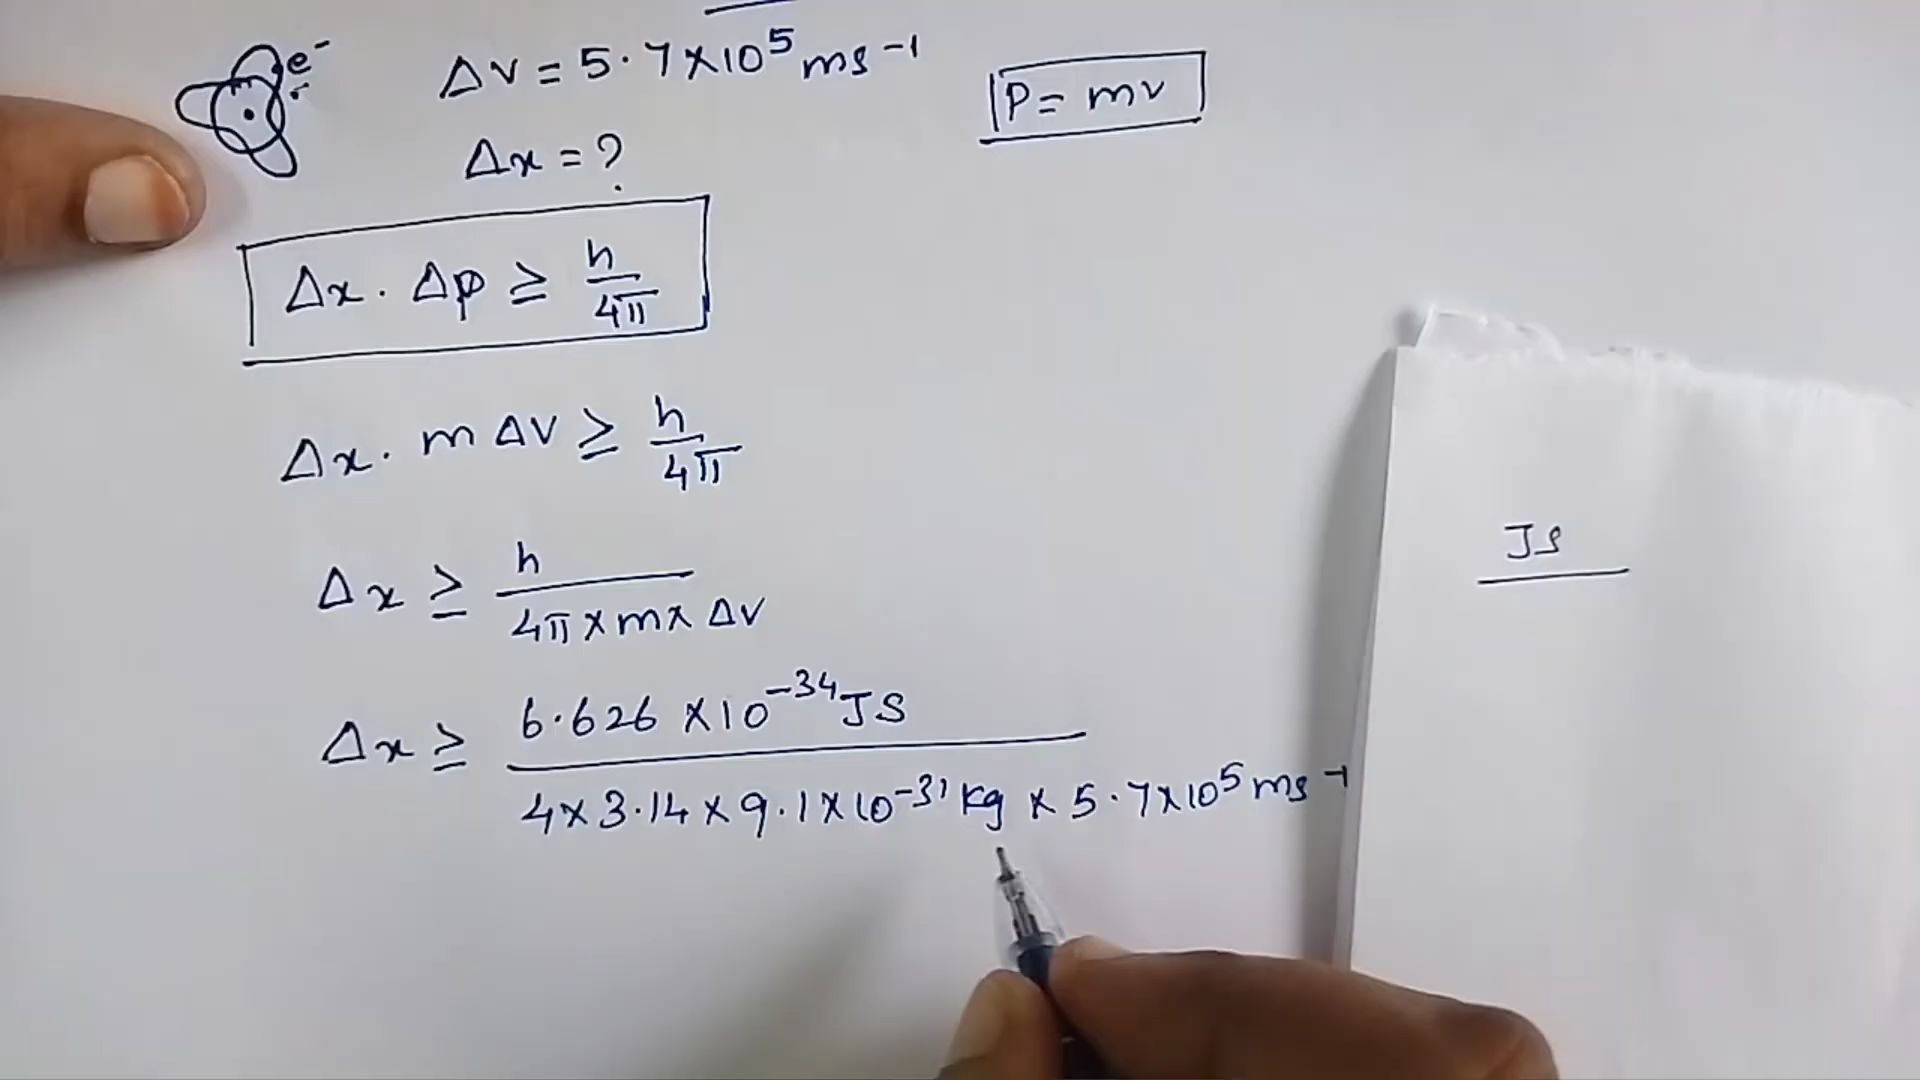 e⁻
Δv = 5.7×10⁵ ms⁻¹
P = mv
Δx = ?
Δx . Δp ≥ h/4π
Δx . m Δv ≥ h/4π
Δx ≥ h/4π×m×Δv
Δx ≥ 6.626 ×10⁻³⁴ JS/4×3.14×9.1×10⁻³¹ kg × 5.7×10⁵ ms⁻¹
Js